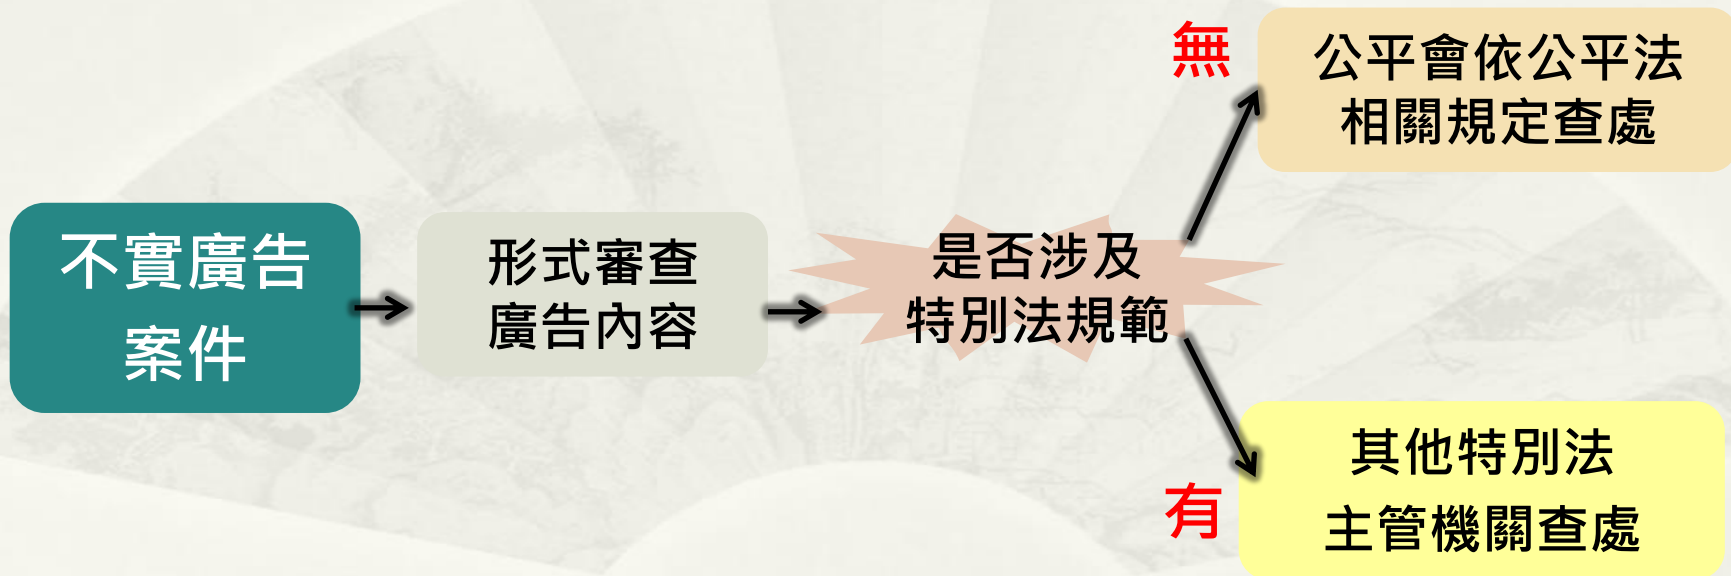 不實廣告
案件
形式審查
廣告內容
是否涉及
特別法規範
無
公平會依公平法
相關規定查處
有
其他特別法
主管機關查處